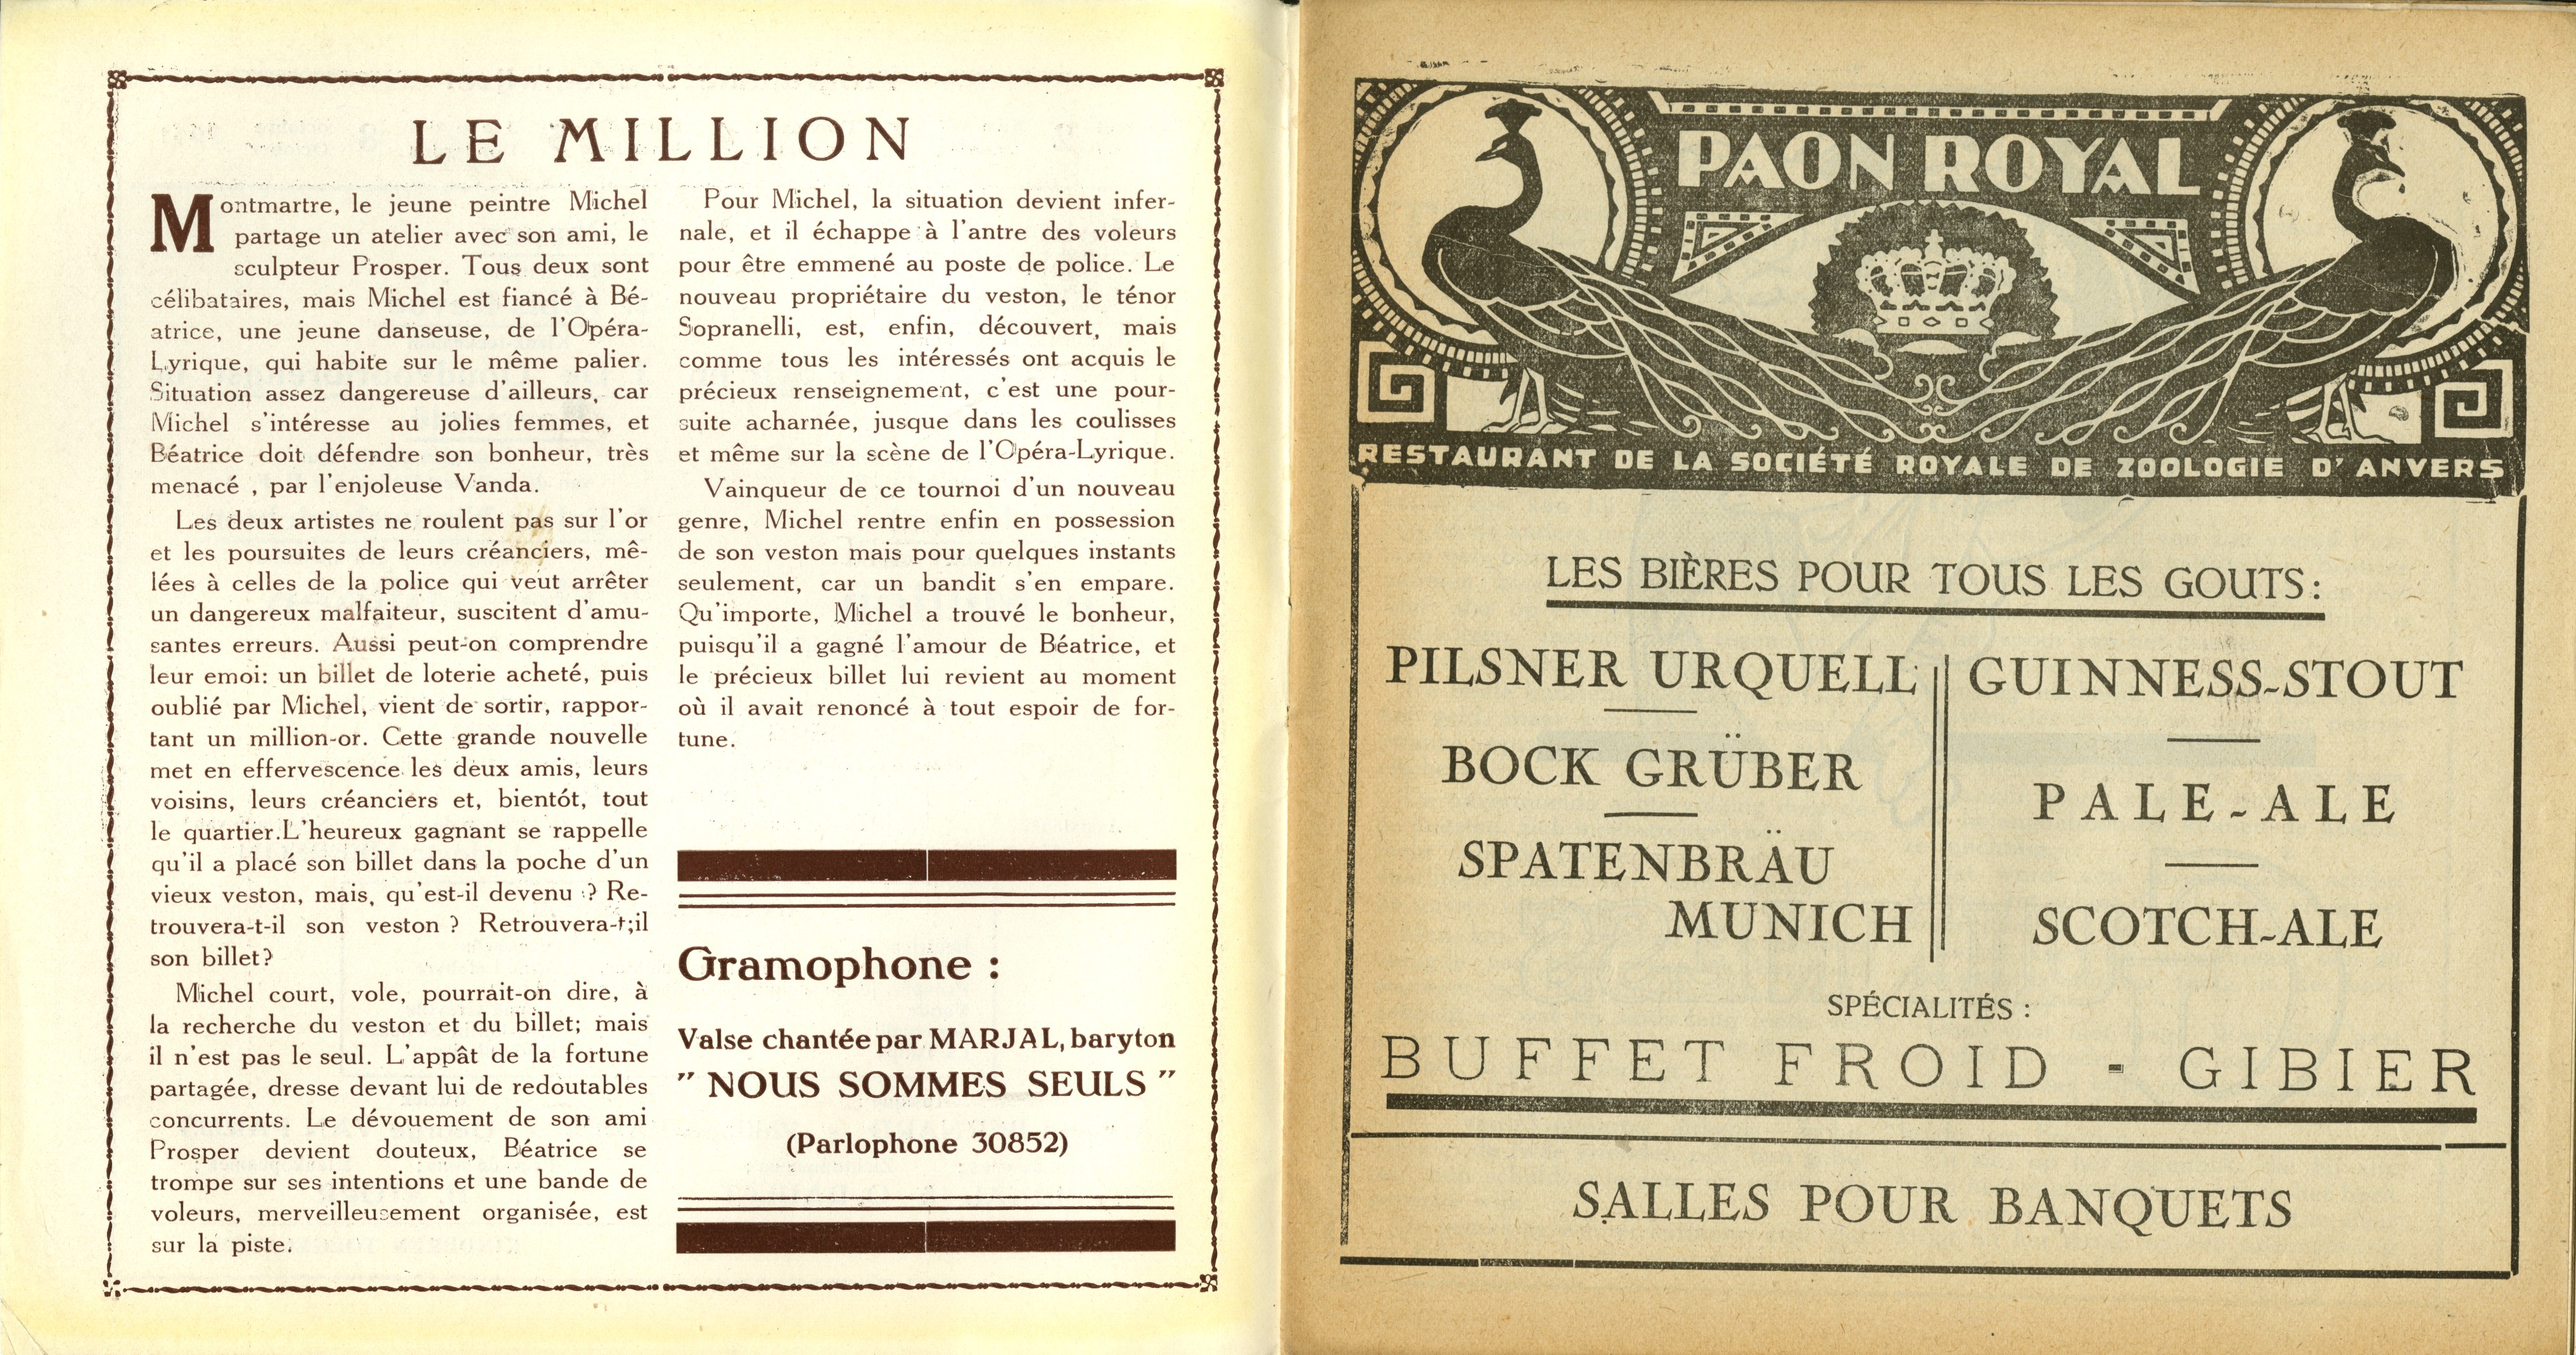 LE MILLION
Montmartre, le jeune peintre Michel
partage un atelier avec son ami, le
sculpteur Prosper. Tous deux sont
célibataires, mais Michel est fiancé à Bé-
atrice, une jeune danseuse, de l'Opéra-
Lyrique, qui habite sur le même palier.
Situation assez dangereuse d'ailleurs, car
Michel s'intéresse au jolies femmes, et
Béatrice doit défendre son bonheur, très
menacé , par l'enjoleuse Vanda.
Les deux artistes ne roulent pas sur l'or
et les poursuites de leurs créanciers, mê-
lées à celles de la police qui veut arrêter
un dangereux malfaiteur, suscitent d'amu-
santes erreurs. Aussi peut-on comprendre
leur emoi: un billet de loterie acheté, puis
oublié par Michel, vient de sortir, rappor-
tant un million-or. Cette grande nouvelle
met en effervescence les deux amis, leurs
voisins, leurs créanciers et, bientót, tout
le quartier.L'heureux gagnant se rappelle
qu'il a placé son billet dans la poche d'un
vieux veston, mais, qu'est-il devenu ? Re-
trouvera-t-il son veston ? Retrouvera-t;il
son billet?
Michel court, vole, pourrait-on dire, à
la recherche du veston et du billet; mais
il n'est pas le seul. L'appât de la fortune
partagée, dresse devant lui de redoutables
concurrents. Le dévouement de son ami
Prosper devient douteux, Béatrice se
trompe sur ses intentions et une bande de
voleurs, merveilleusement organisée, est
sur la piste.
Pour Michel, la situation devient infer-
nale, et il échappe à l'antre des voleurs
pour être emmené au poste de police. Le
nouveau propriétaire du veston, le ténor
Sopranelli, est, enfin, découvert, mais
comme tous les intéressés ont acquis le
précieux renseignement, c'est une pour-
suite acharnée, jusque dans les coulisses
et même sur la scène de l'Opéra-Lyrique.
Vainqueur de ce tournoi d'un nouveau
genre, Michel rentre enfin en possession
de son veston mais pour quelques instants
seulement, car un bandit s'en empare.
Qu'importe, Michel a trouvé le bonheur,
puisqu'il a gagné l'amour de Béatrice, et
le précieux billet lui revient au moment
où il avait renoncé à tout espoir de for-
tune.
Gramophone :
Valse chantée par MARJAL, baryton
" NOUS SOMMES SEULS "
(Parlophone 30852)
PAON ROYAL
RESTAURANT DE LA SOCIÉTÉ ROYALE DE ZOOLOGIE D'ANVERS
LES BIÈRES POUR TOUS LES GOUTS:
PILSNER URQUELL
BOCK GRÜBER
SPATENBRÄU
MUNICH
GUINNESS-STOUT
PALE-ALE
SCOTCH-ALE
SPÉCIALITÉS :
BUFFET FROID - GIBIER
SALLES POUR BANQUETS